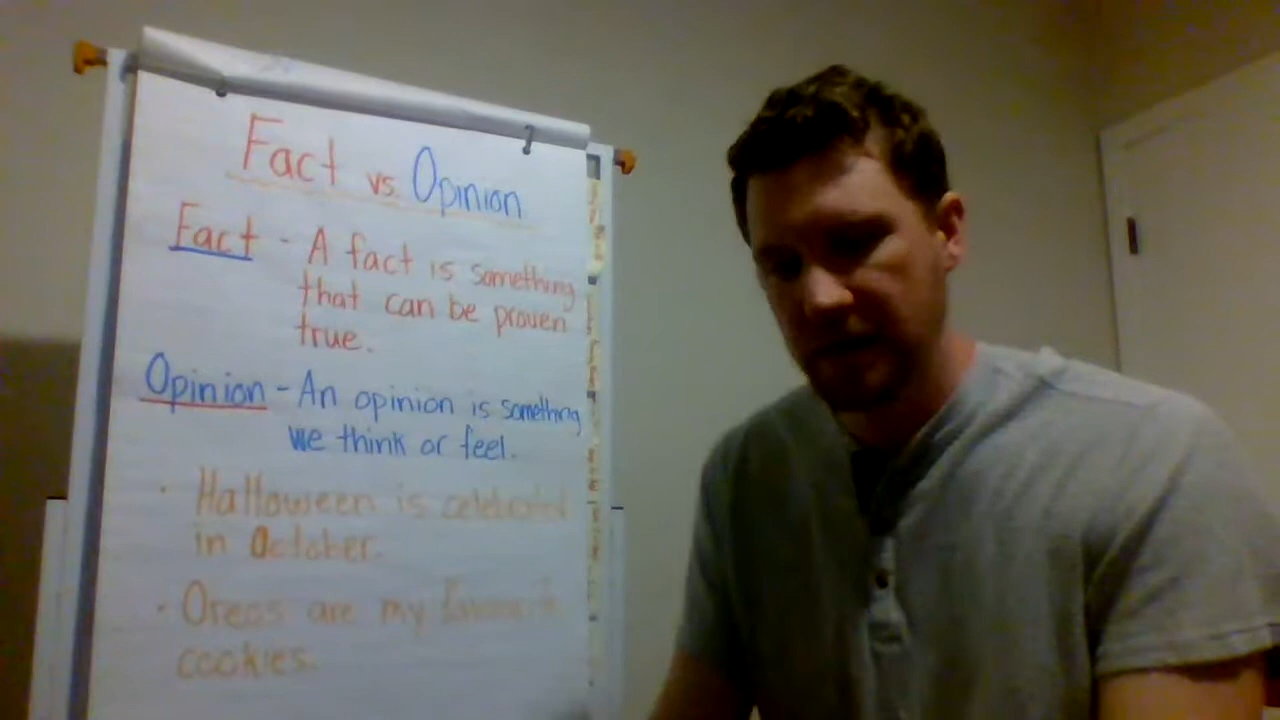 Fact vs. Opinion
Fact - A fact is something
that can be proven
true.
Opinion - An opinion is something
we think or feel.
· Halloween is celebrated
in October.
· Oreos are my favourite
cookies.